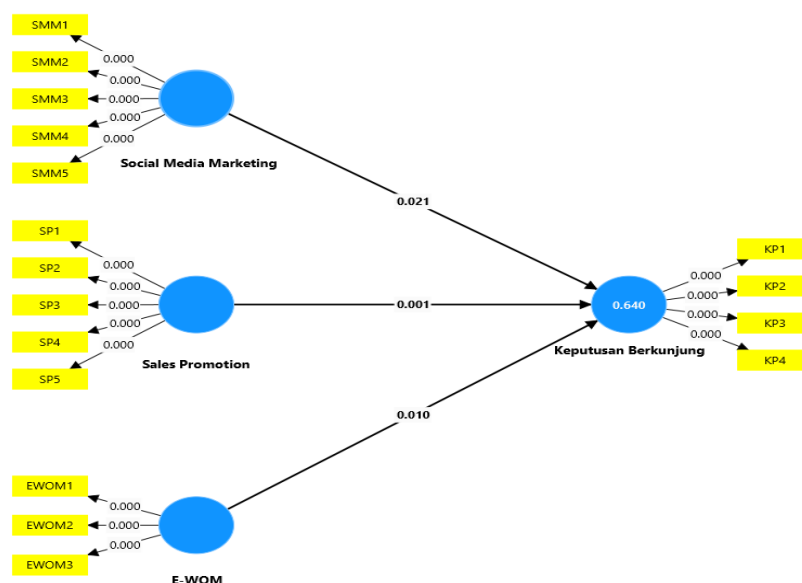 SMM1
SMM2
SMM3
SMM4
SMM5
0.000
0.000
0.000
0.000
0.000
Social Media Marketing
0.021
SP1
SP2
SP3
SP4
SP5
0.000
0.000
0.000
0.000
0.000
Sales Promotion
0.001
EWOM1
EWOM2
EWOM3
0.000
0.000
0.000
E-WOM
0.010
0.640
Keputusan Berkunjung
0.000
0.000
0.000
0.000
KP1
KP2
KP3
KP4